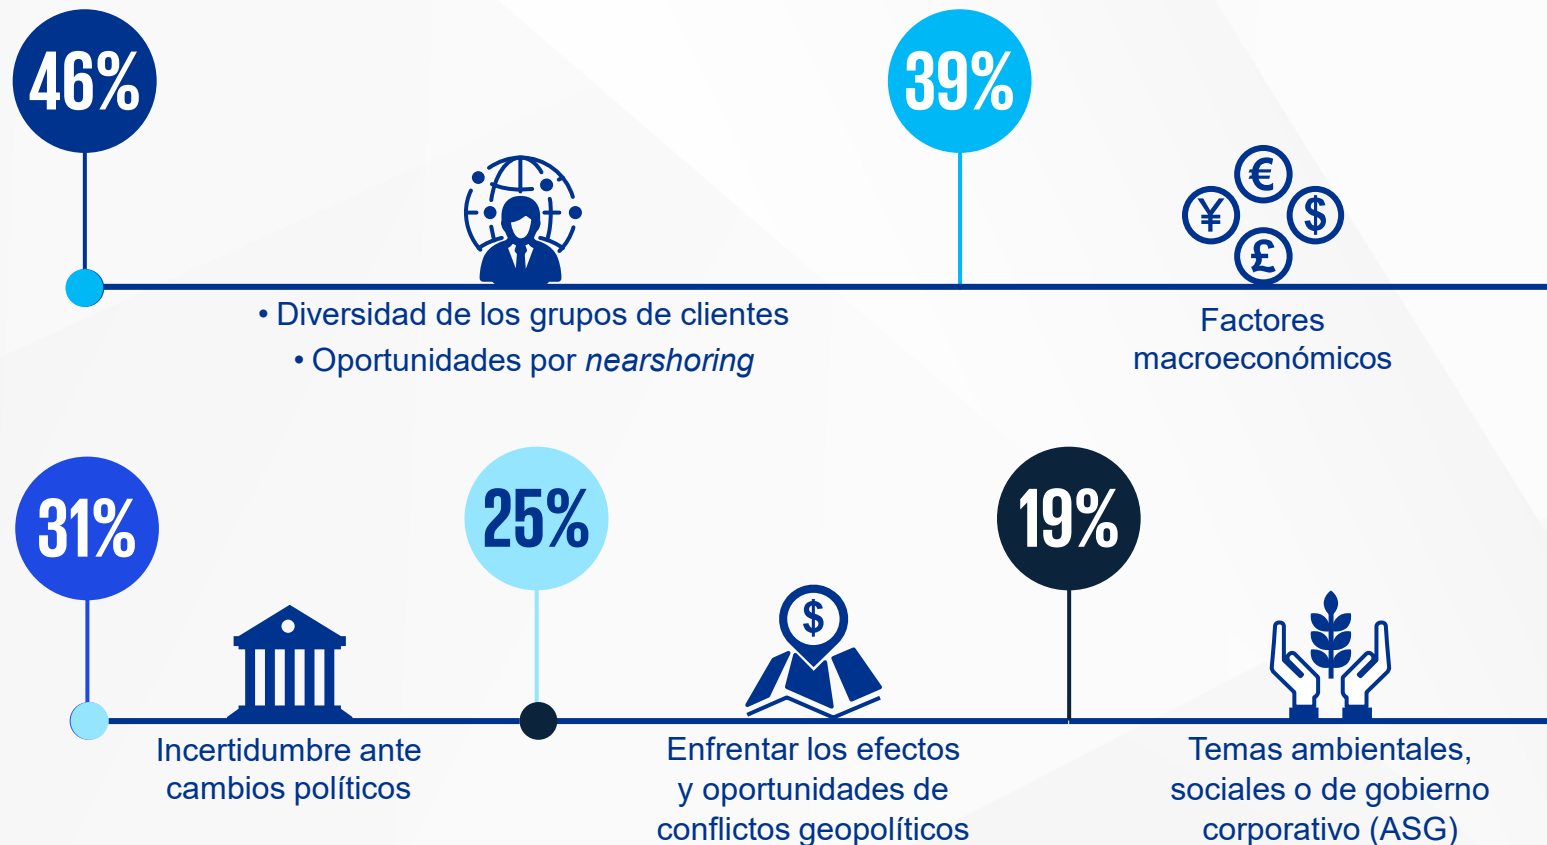 46%
39%
€
¥
$
£
• Diversidad de los grupos de clientes
• Oportunidades por nearshoring
Factores
macroeconómicos
31%
25%
19%
$
Incertidumbre ante
cambios políticos
Enfrentar los efectos
y oportunidades de
conflictos geopolíticos
Temas ambientales,
sociales o de gobierno
corporativo (ASG)